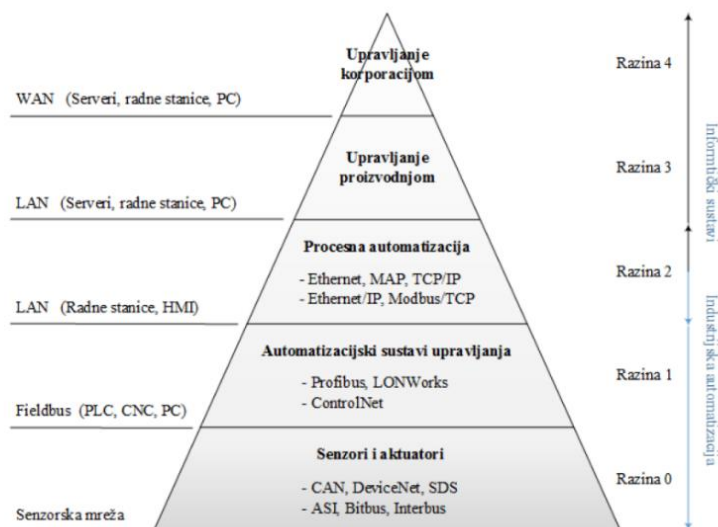 Upravljanje
korporacijom
Razina 4
WAN (Serveri, radne stanice, PC)
Upravljanje
proizvodnjom
Razina 3
LAN (Serveri, radne stanice, PC)
Procesna automatizacija
- Ethernet, MAP, TCP/IP
- Ethernet/IP, Modbus/TCP
Razina 2
LAN (Radne stanice, HMI)
Automatizacijski sustavi upravljanja
- Profibus, LONWorks
- ControlNet
Razina 1
Fieldbus (PLC, CNC, PC)
Senzori i aktuatori
- CAN, DeviceNet, SDS
- ASI, Bitbus, Interbus
Razina 0
Senzorska mreža
Informtički sustavi
Industrijska automatizacija